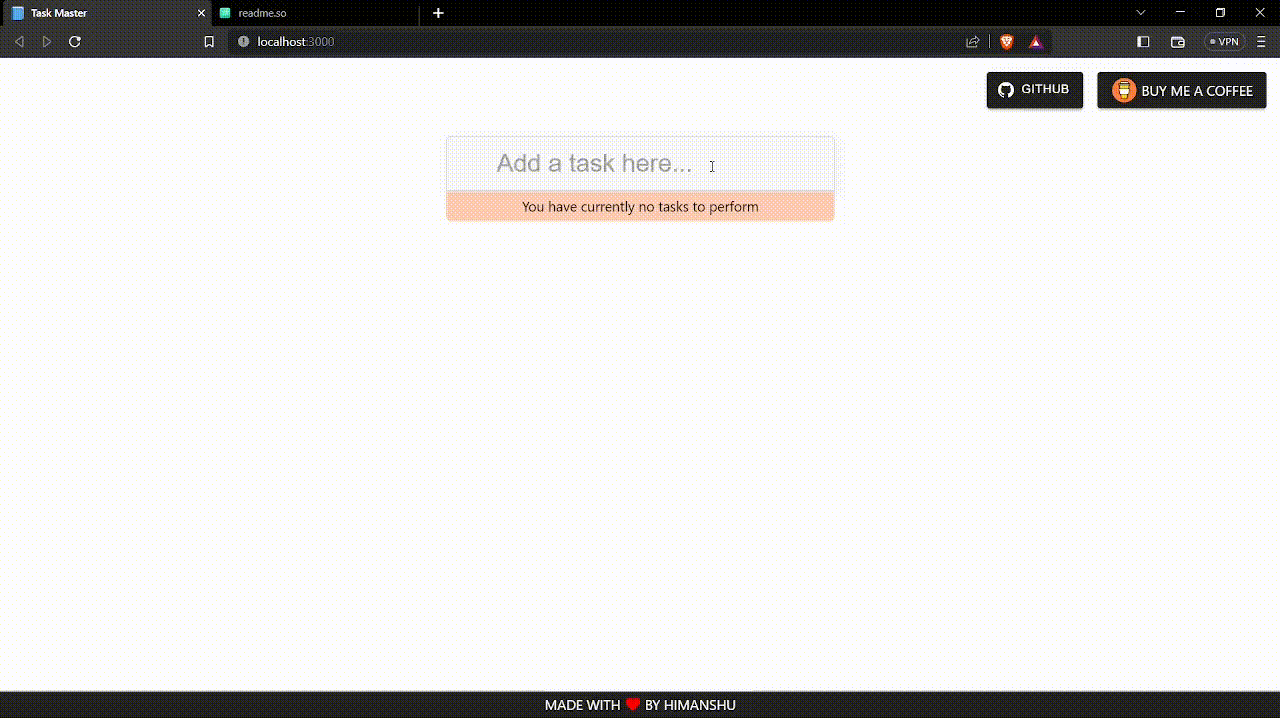 Task Master
readme.so
localhost:3000
VPN
GITHUB
BUY ME A COFFEE
Add a task here...
You have currently no tasks to perform
MADE WITH ❤ BY HIMANSHU